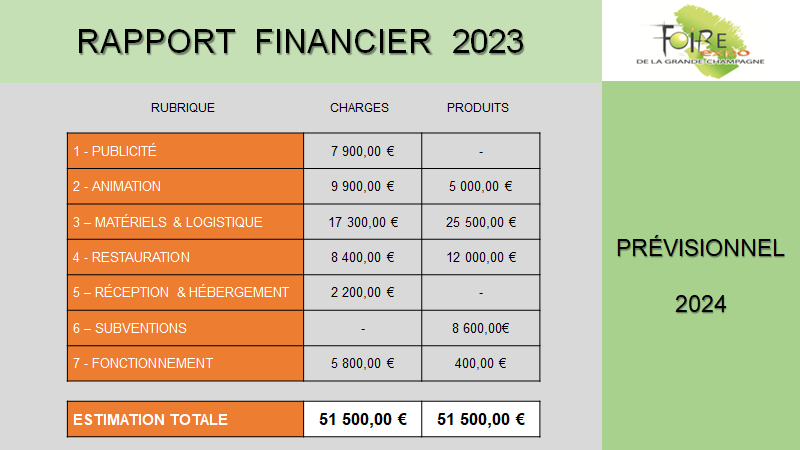 RAPPORT FINANCIER 2023
FOIRE
expo
DE LA GRANDE CHAMPAGNE
RUBRIQUE CHARGES PRODUITS
1 - PUBLICITÉ 7 900,00 € -
2 - ANIMATION 9 900,00 € 5 000,00 €
3 – MATÉRIELS & LOGISTIQUE 17 300,00 € 25 500,00 €
4 - RESTAURATION 8 400,00 € 12 000,00 €
5 – RÉCEPTION & HÉBERGEMENT 2 200,00 € -
6 – SUBVENTIONS - 8 600,00€
7 - FONCTIONNEMENT 5 800,00 € 400,00 €
ESTIMATION TOTALE 51 500,00 € 51 500,00 €
PRÉVISIONNEL
2024